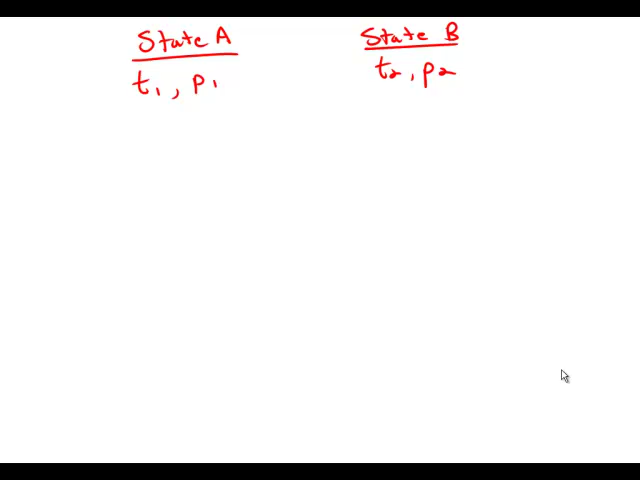 State A
t₁, p₁
State B
t₂, p₂